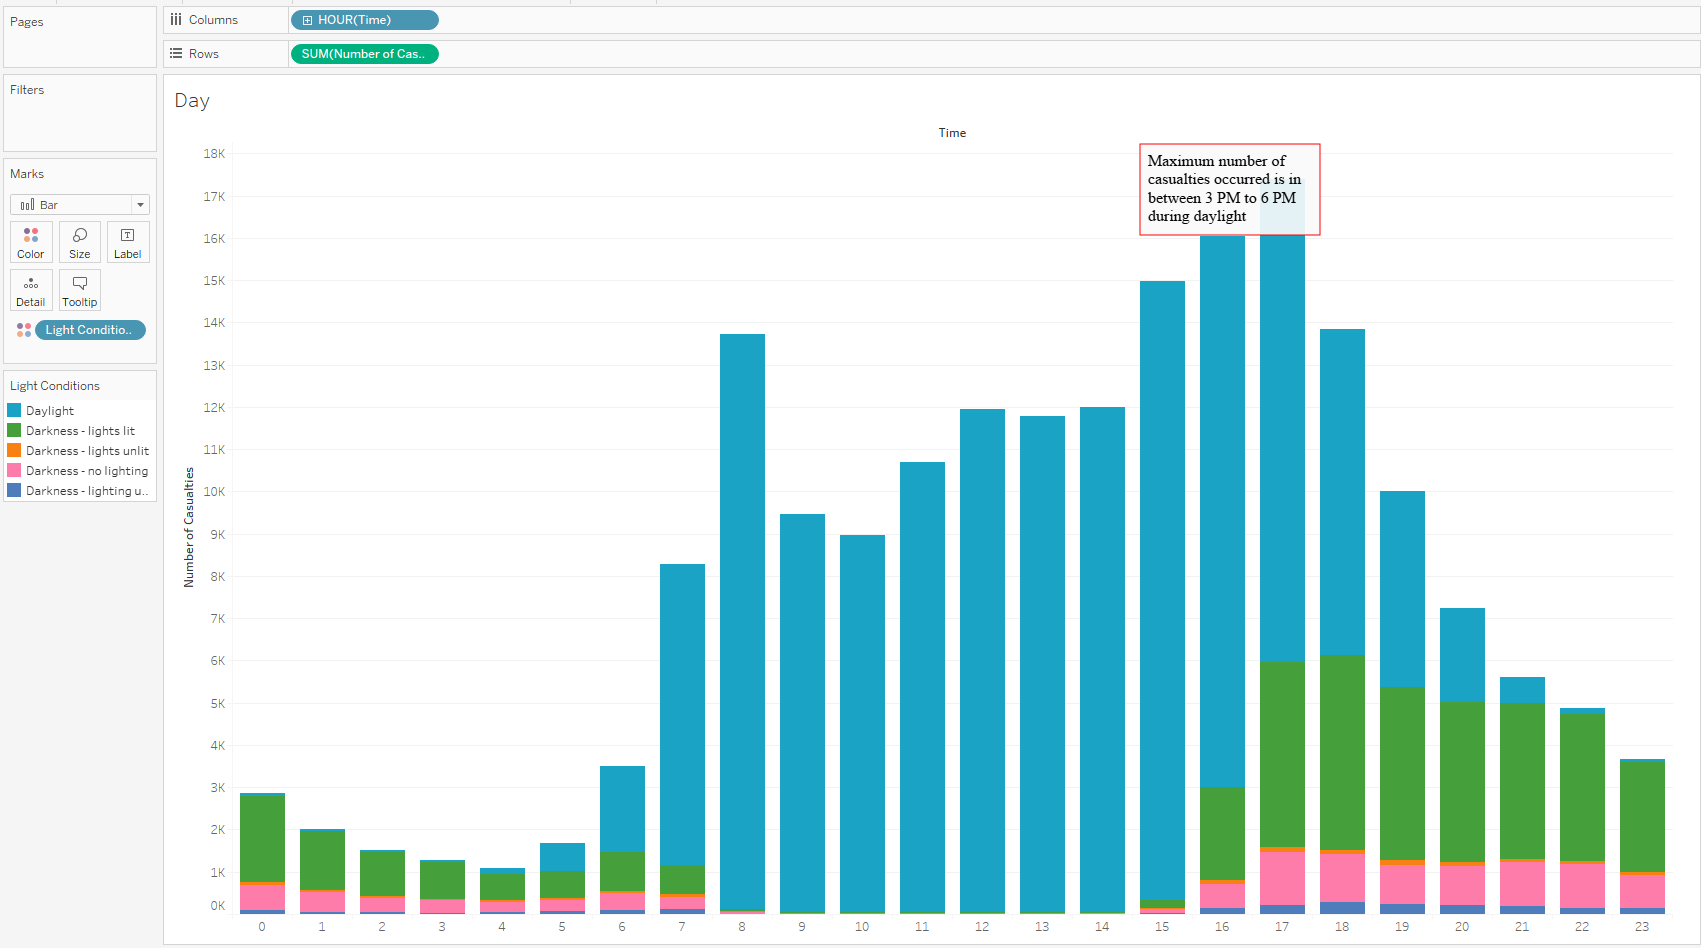 Pages
Columns
HOUR(Time)
Rows
SUM(Number of Cas..
Filters
Marks
Bar
Color
Size
Label
Detail
Tooltip
Light Conditio..
Light Conditions
Daylight
Darkness - lights lit
Darkness - lights unlit
Darkness - no lighting
Darkness - lighting u..
Day
Time
Maximum number of
casualties occurred is in
between 3 PM to 6 PM
during daylight
Number of Casualties
18K
17K
16K
15K
14K
13K
12K
11K
10K
9K
8K
7K
6K
5K
4K
3K
2K
1K
0K
0 1 2 3 4 5 6 7 8 9 10 11 12 13 14 15 16 17 18 19 20 21 22 23